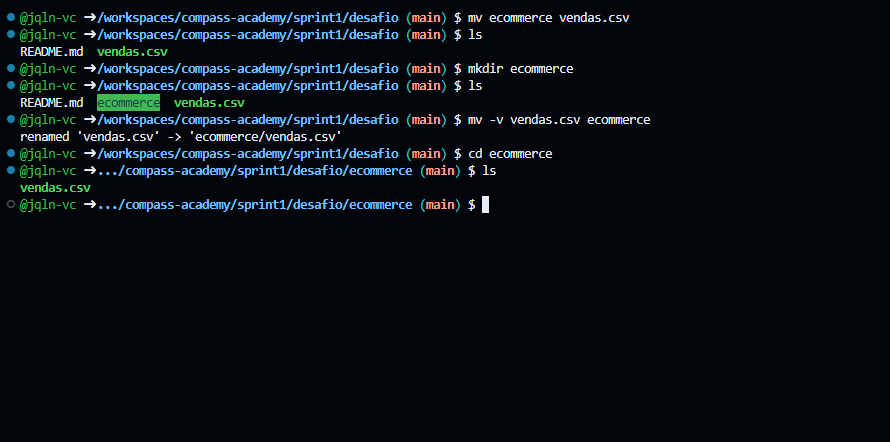 @jqln-vc ➜/workspaces/compass-academy/sprint1/desafio (main) $ mv ecommerce vendas.csv
@jqln-vc ➜/workspaces/compass-academy/sprint1/desafio (main) $ ls
README.md  vendas.csv
@jqln-vc ➜/workspaces/compass-academy/sprint1/desafio (main) $ mkdir ecommerce
@jqln-vc ➜/workspaces/compass-academy/sprint1/desafio (main) $ ls
README.md  ecommerce  vendas.csv
@jqln-vc ➜/workspaces/compass-academy/sprint1/desafio (main) $ mv -v vendas.csv ecommerce
renamed 'vendas.csv' -> 'ecommerce/vendas.csv'
@jqln-vc ➜/workspaces/compass-academy/sprint1/desafio (main) $ cd ecommerce
@jqln-vc ➜.../compass-academy/sprint1/desafio/ecommerce (main) $ ls
vendas.csv
@jqln-vc ➜.../compass-academy/sprint1/desafio/ecommerce (main) $